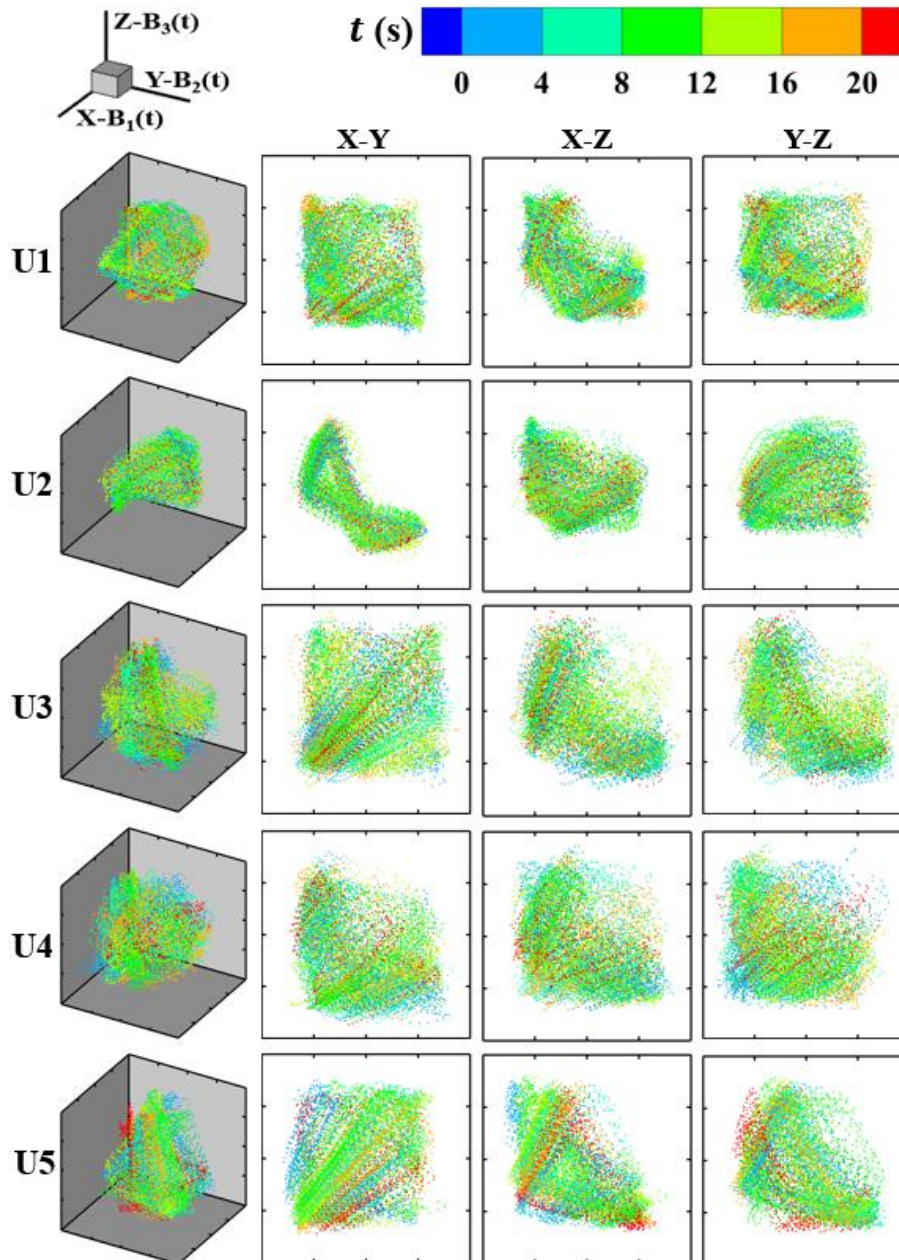 Z-B₃(t)
Y-B₂(t)
X-B₁(t)
t (s)
0 4 8 12 16 20
X-Y X-Z Y-Z
U1
U2
U3
U4
U5